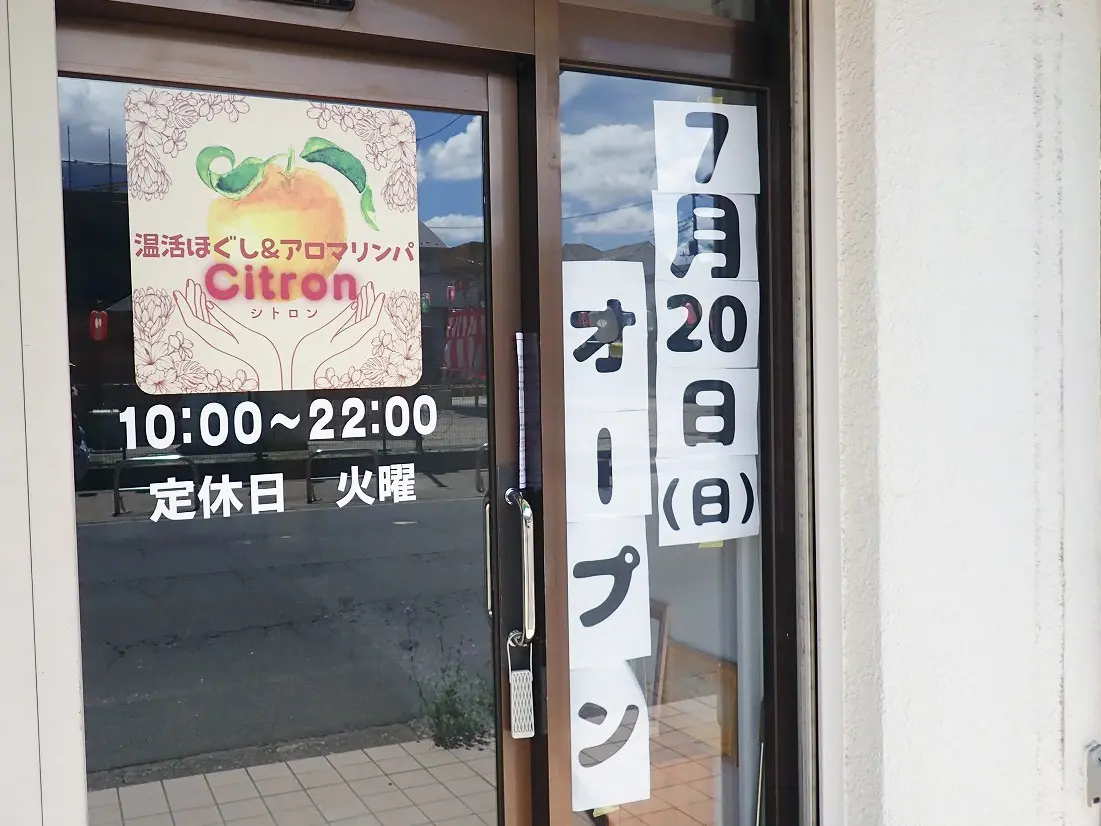 温活ほぐし&アロマリンパ
Citron
シトロン
10:00~22:00
定休日 火曜
7月20日(日)
オープン